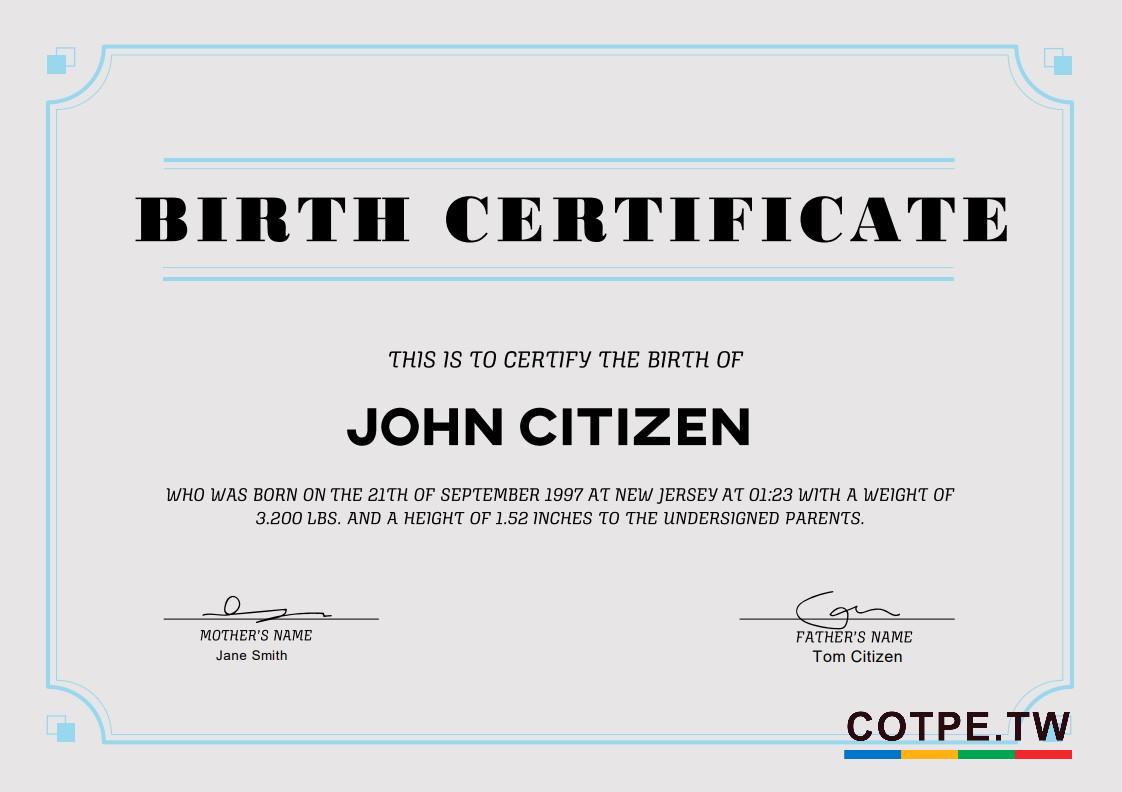 BIRTH CERTIFICATE
THIS IS TO CERTIFY THE BIRTH OF
JOHN CITIZEN
WHO WAS BORN ON THE 21TH OF SEPTEMBER 1997 AT NEW JERSEY AT 01:23 WITH A WEIGHT OF
3.200 LBS. AND A HEIGHT OF 1.52 INCHES TO THE UNDERSIGNED PARENTS.
MOTHER'S NAME
Jane Smith
FATHER'S NAME
Tom Citizen
COTPE.TW